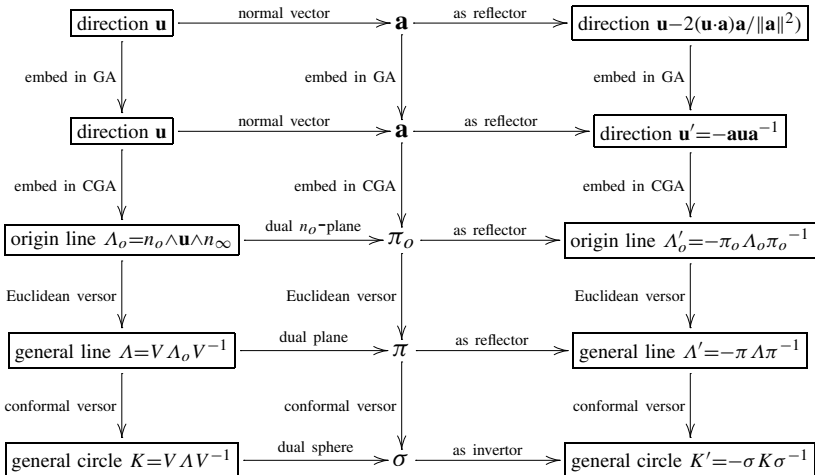 direction u normal vector a as reflector direction u−2(u·a)a/‖a‖²)
embed in GA embed in GA embed in GA
direction u normal vector a as reflector direction u′=−aua⁻¹
embed in CGA embed in CGA embed in CGA
origin line Λₒ=nₒ∧u∧n∞ dual nₒ-plane πₒ as reflector origin line Λ′ₒ=−πₒΛₒπₒ⁻¹
Euclidean versor Euclidean versor Euclidean versor
general line Λ=VΛₒV⁻¹ dual plane π as reflector general line Λ′=−πΛπ⁻¹
conformal versor conformal versor conformal versor
general circle K=VΛV⁻¹ dual sphere σ as invertor general circle K′=−σKσ⁻¹